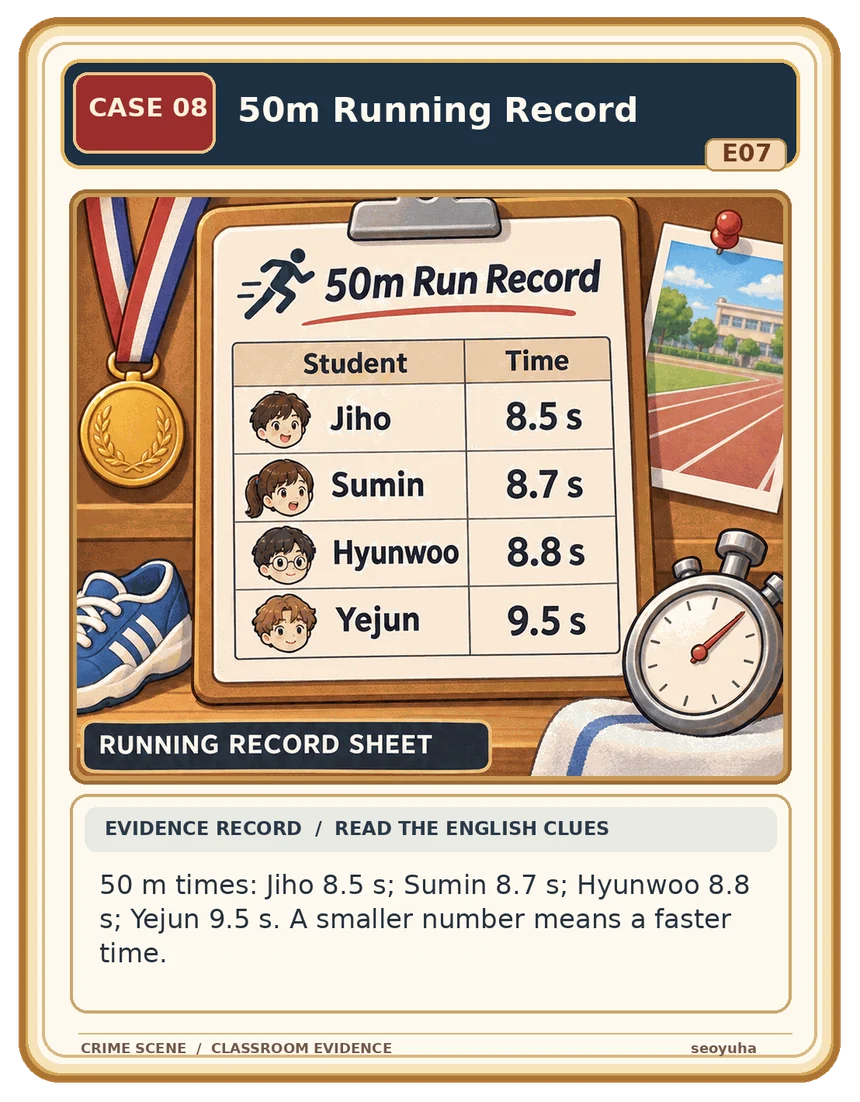 CASE 08
50m Running Record
E07
50m Run Record
Student Time
Jiho 8.5 s
Sumin 8.7 s
Hyunwoo 8.8 s
Yejun 9.5 s
RUNNING RECORD SHEET
EVIDENCE RECORD / READ THE ENGLISH CLUES
50 m times: Jiho 8.5 s; Sumin 8.7 s; Hyunwoo 8.8
s; Yejun 9.5 s. A smaller number means a faster
time.
CRIME SCENE / CLASSROOM EVIDENCE
seoyuha